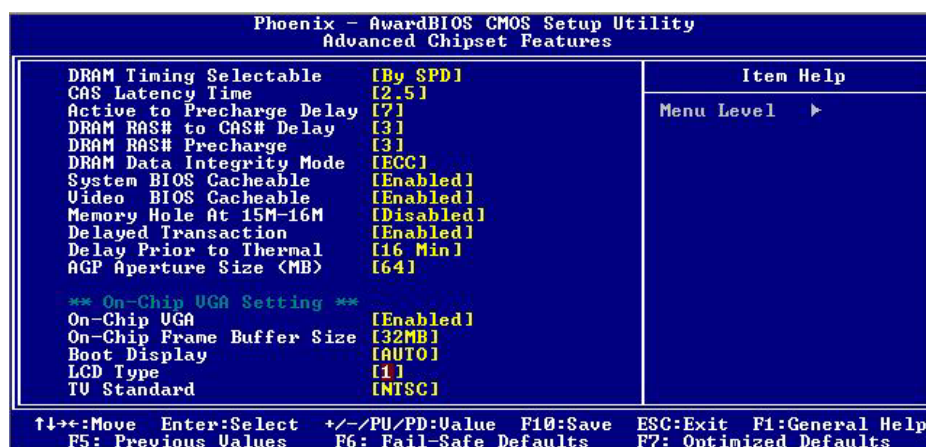 Phoenix - AwardBIOS CMOS Setup Utility
Advanced Chipset Features
DRAM Timing Selectable [By SPD]
CAS Latency Time [2.5]
Active to Precharge Delay [7]
DRAM RAS# to CAS# Delay [3]
DRAM RAS# Precharge [3]
DRAM Data Integrity Mode [ECC]
System BIOS Cacheable [Enabled]
Video BIOS Cacheable [Enabled]
Memory Hole At 15M-16M [Disabled]
Delayed Transaction [Enabled]
Delay Prior to Thermal [16 Min]
AGP Aperture Size (MB) [64]
** On-Chip VGA Setting **
On-Chip VGA [Enabled]
On-Chip Frame Buffer Size [32MB]
Boot Display [AUTO]
LCD Type [1]
TV Standard [NTSC]
Item Help
Menu Level ►
↑↓→←:Move Enter:Select +/-/PU/PD:Value F10:Save ESC:Exit F1:General Help
F5: Previous Values F6: Fail-Safe Defaults F7: Optimized Defaults